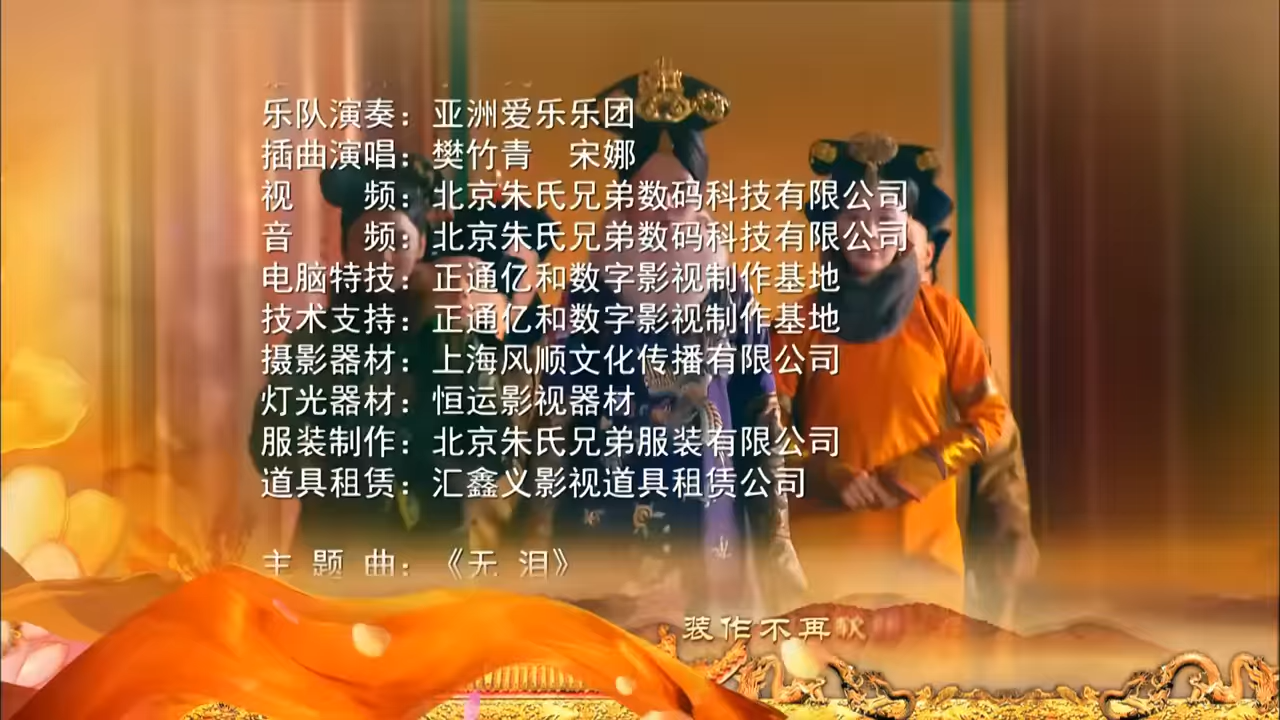 乐队演奏：亚洲爱乐乐团
插曲演唱：樊竹青　宋娜
视　　频：北京朱氏兄弟数码科技有限公司
音　　频：北京朱氏兄弟数码科技有限公司
电脑特技：正通亿和数字影视制作基地
技术支持：正通亿和数字影视制作基地
摄影器材：上海风顺文化传播有限公司
灯光器材：恒运影视器材
服装制作：北京朱氏兄弟服装有限公司
道具租赁：汇鑫义影视道具租赁公司
主 题 曲：《无 泪》
装作不再软